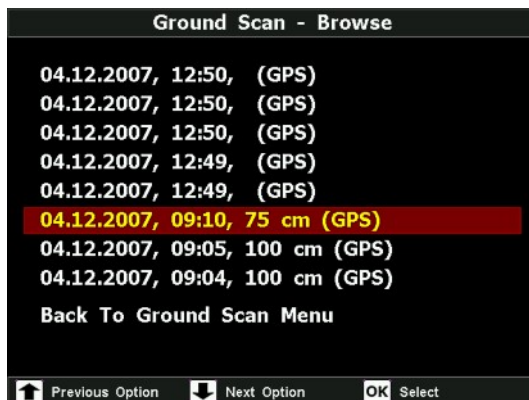 Ground Scan - Browse
04.12.2007, 12:50, (GPS)
04.12.2007, 12:50, (GPS)
04.12.2007, 12:50, (GPS)
04.12.2007, 12:49, (GPS)
04.12.2007, 12:49, (GPS)
04.12.2007, 09:10, 75 cm (GPS)
04.12.2007, 09:05, 100 cm (GPS)
04.12.2007, 09:04, 100 cm (GPS)
Back To Ground Scan Menu
Previous Option Next Option OK Select